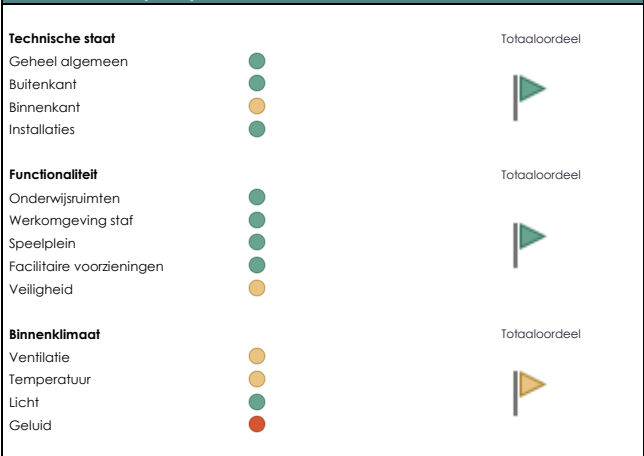 Technische staat
Totaaloordeel
Geheel algemeen
Buitenkant
Binnenkant
Installaties
Functionaliteit
Totaaloordeel
Onderwijsruimten
Werkomgeving staf
Speelplein
Facilitaire voorzieningen
Veiligheid
Binnenklimaat
Totaaloordeel
Ventilatie
Temperatuur
Licht
Geluid